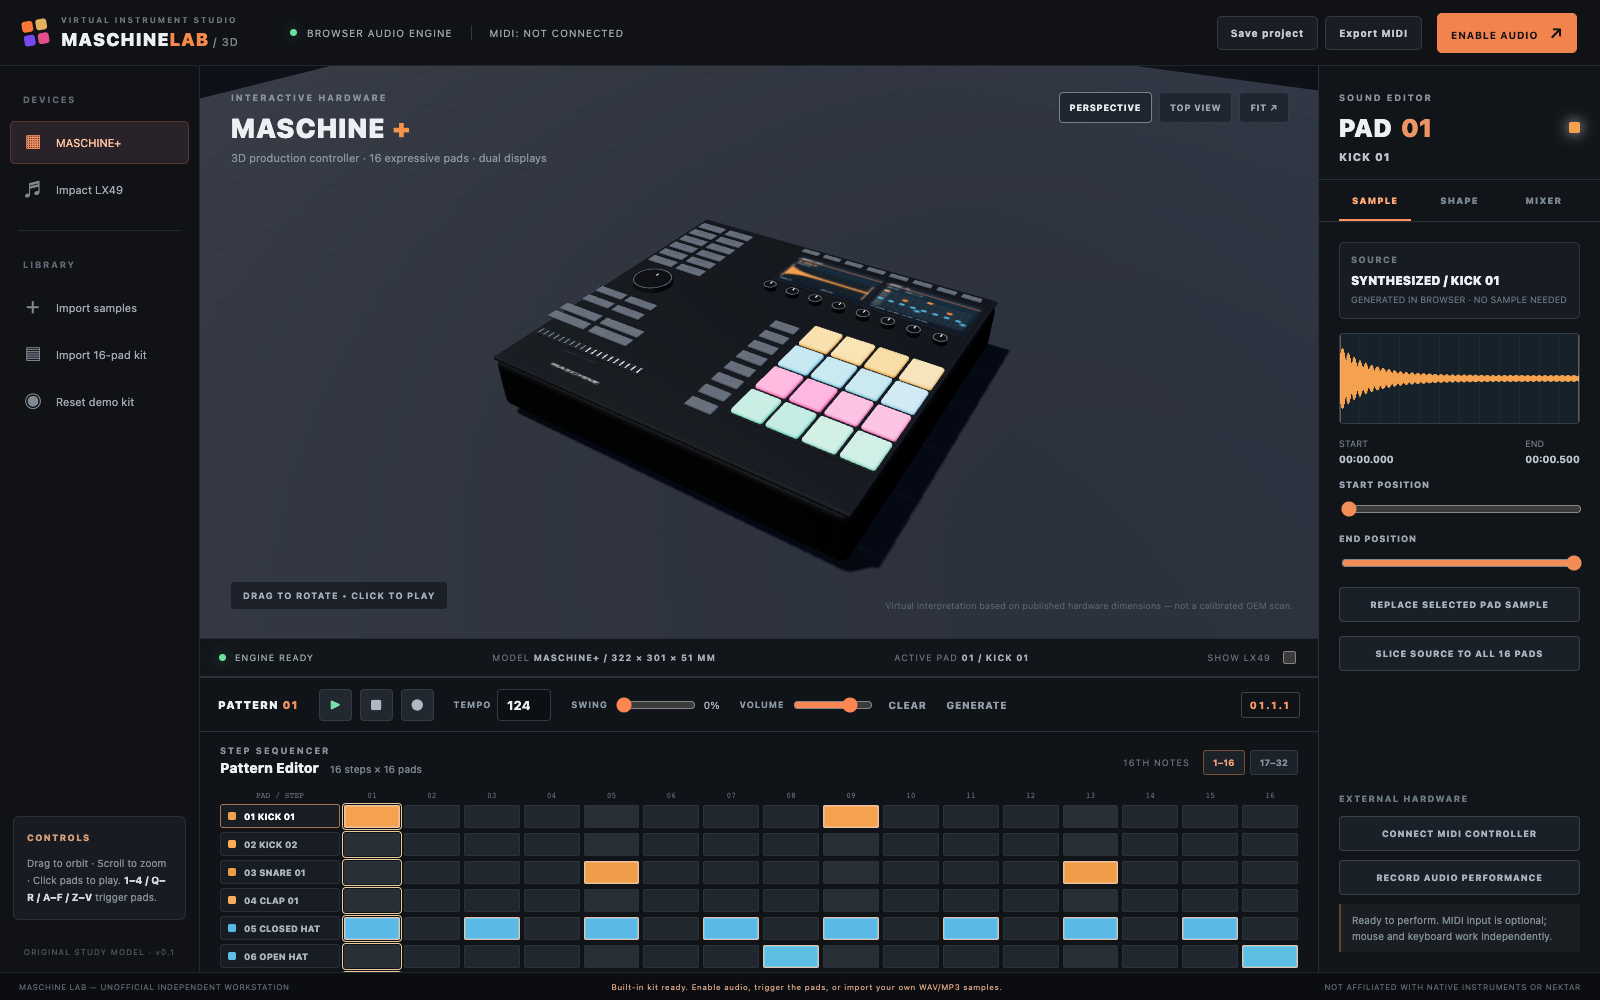 VIRTUAL INSTRUMENT STUDIO
MASCHINELAB / 3D
BROWSER AUDIO ENGINE
MIDI: NOT CONNECTED
Save project
Export MIDI
ENABLE AUDIO
DEVICES
MASCHINE+
Impact LX49
LIBRARY
Import samples
Import 16-pad kit
Reset demo kit
CONTROLS
Drag to orbit · Scroll to zoom
· Click pads to play. 1–4 / Q–
R / A–F / Z–V trigger pads.
ORIGINAL STUDY MODEL · v0.1
INTERACTIVE HARDWARE
MASCHINE +
3D production controller · 16 expressive pads · dual displays
PERSPECTIVE
TOP VIEW
FIT ↗
MASCHINE
DRAG TO ROTATE • CLICK TO PLAY
Virtual interpretation based on published hardware dimensions — not a calibrated OEM scan.
ENGINE READY
MODEL MASCHINE+ / 322 × 301 × 51 MM
ACTIVE PAD 01 / KICK 01
SHOW LX49
PATTERN 01
TEMPO 124
SWING 0%
VOLUME
CLEAR
GENERATE
01.1.1
STEP SEQUENCER
Pattern Editor 16 steps × 16 pads
16TH NOTES 1–16 17–32
PAD / STEP 01 02 03 04 05 06 07 08 09 10 11 12 13 14 15 16
01 KICK 01
02 KICK 02
03 SNARE 01
04 CLAP 01
05 CLOSED HAT
06 OPEN HAT
SOUND EDITOR
PAD 01
KICK 01
SAMPLE SHAPE MIXER
SOURCE
SYNTHESIZED / KICK 01
GENERATED IN BROWSER · NO SAMPLE NEEDED
START END
00:00.000 00:00.500
START POSITION
END POSITION
REPLACE SELECTED PAD SAMPLE
SLICE SOURCE TO ALL 16 PADS
EXTERNAL HARDWARE
CONNECT MIDI CONTROLLER
RECORD AUDIO PERFORMANCE
Ready to perform. MIDI input is optional;
mouse and keyboard work independently.
MASCHINE LAB — UNOFFICIAL INDEPENDENT WORKSTATION
Built-in kit ready. Enable audio, trigger the pads, or import your own WAV/MP3 samples.
NOT AFFILIATED WITH NATIVE INSTRUMENTS OR NEKTAR